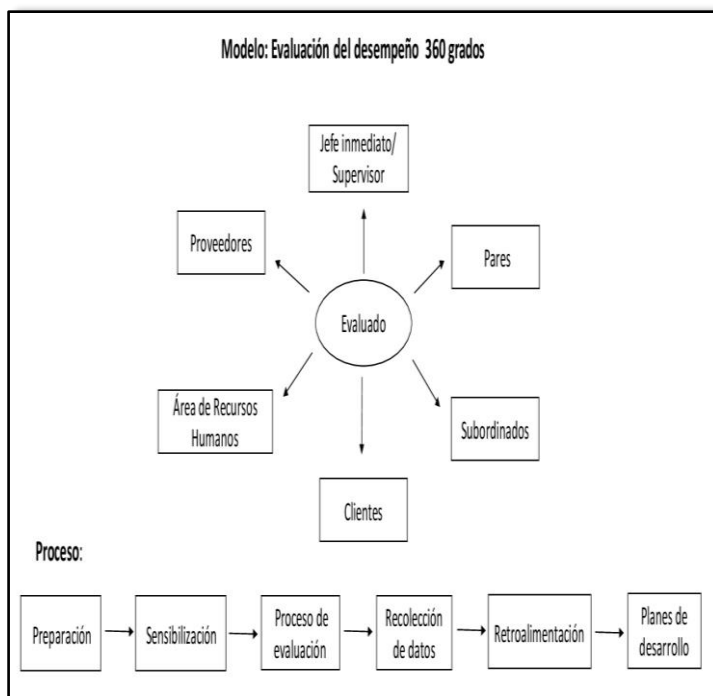 Modelo: Evaluación del desempeño 360 grados
Jefe inmediato/
Supervisor
Proveedores
Pares
Evaluado
Área de Recursos
Humanos
Subordinados
Clientes
Proceso:
Preparación
Sensibilización
Proceso de
evaluación
Recolección
de datos
Retroalimentación
Planes de
desarrollo